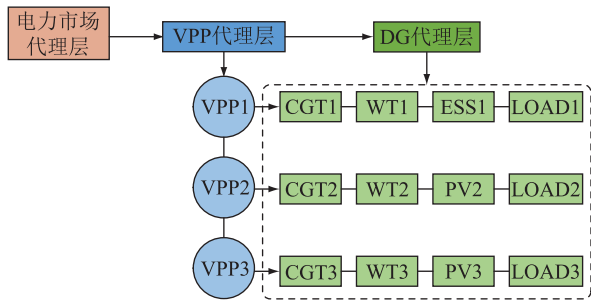 电力市场
代理层
VPP代理层
DG代理层
VPP1
CGT1
WT1
ESS1
LOAD1
VPP2
CGT2
WT2
PV2
LOAD2
VPP3
CGT3
WT3
PV3
LOAD3